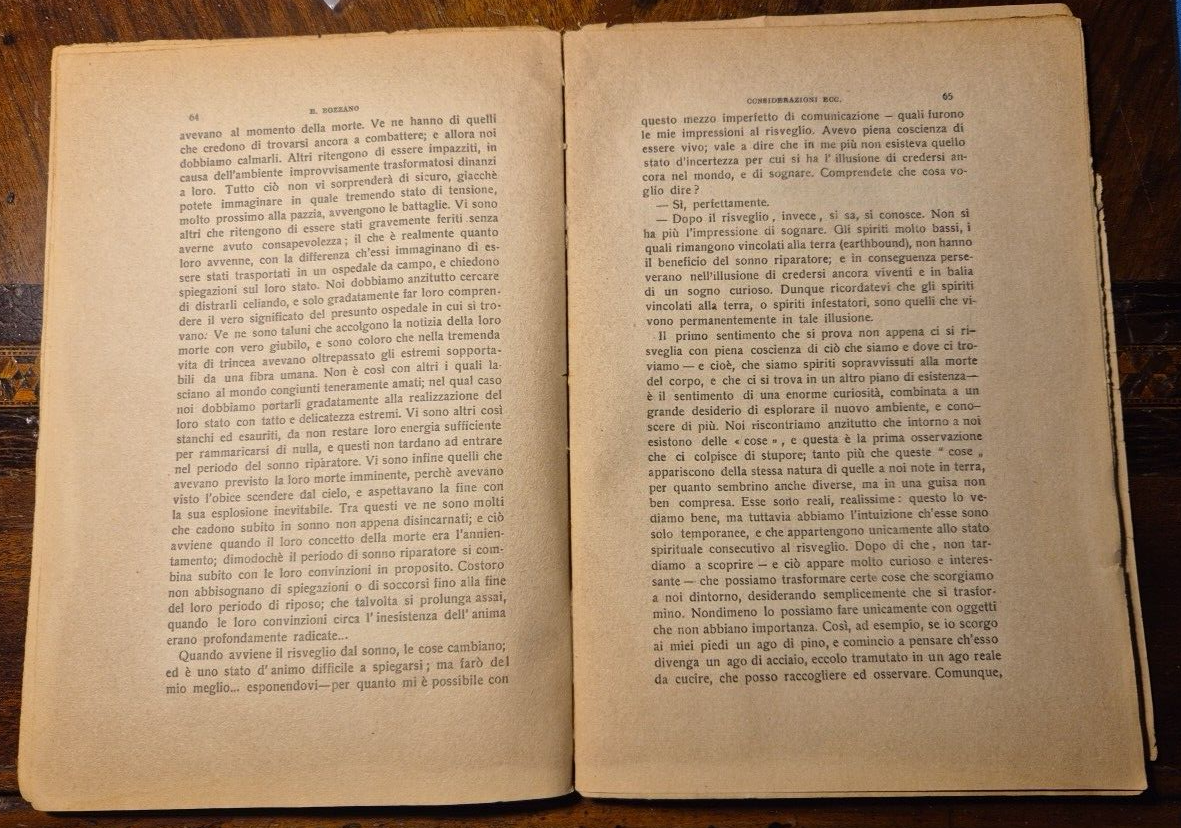 64
E. BOZZANO
avevano al momento della morte. Ve ne hanno di quelli
che credono di trovarsi ancora a combattere; e allora noi
dobbiamo calmarli. Altri ritengono di essere impazziti, in
causa dell'ambiente improvvisamente trasformatosi dinanzi
a loro. Tutto ciò non vi sorprenderà di sicuro, giacchè
potete immaginare in quale tremendo stato di tensione,
molto prossimo alla pazzia, avvengono le battaglie. Vi sono
altri che ritengono di essere stati gravemente feriti senza
averne avuto consapevolezza; il che è realmente quanto
loro avvenne, con la differenza ch'essi immaginano di es-
sere stati trasportati in un ospedale da campo, e chiedono
spiegazioni sul loro stato. Noi dobbiamo anzitutto cercare
di distrarli celiando, e solo gradatamente far loro compren-
dere il vero significato del presunto ospedale in cui si tro-
vano. Ve ne sono taluni che accolgono la notizia della loro
morte con vero giubilo, e sono coloro che nella tremenda
vita di trincea avevano oltrepassato gli estremi sopporta-
bili da una fibra umana. Non è così con altri i quali la-
sciano al mondo congiunti teneramente amati; nel qual caso
noi dobbiamo portarli gradatamente alla realizzazione del
loro stato con tatto e delicatezza estremi. Vi sono altri così
stanchi ed esauriti, da non restare loro energia sufficiente
per rammaricarsi di nulla, e questi non tardano ad entrare
nel periodo del sonno riparatore. Vi sono infine quelli che
avevano previsto la loro morte imminente, perchè avevano
visto l'obice scendere dal cielo, e aspettavano la fine con
la sua esplosione inevitabile. Tra questi ve ne sono molti
che cadono subito in sonno non appena disincarnati; e ciò
avviene quando il loro concetto della morte era l'annien-
tamento; dimodochè il periodo di sonno riparatore si com-
bina subito con le loro convinzioni in proposito. Costoro
non abbisognano di spiegazioni o di soccorsi fino alla fine
del loro periodo di riposo; che talvolta si prolunga assai,
quando le loro convinzioni circa l'inesistenza dell'anima
erano profondamente radicate...
Quando avviene il risveglio dal sonno, le cose cambiano;
ed è uno stato d'animo difficile a spiegarsi; ma farò del
mio meglio... esponendovi—per quanto mi è possibile con
CONSIDERAZIONI ECC.
65
questo mezzo imperfetto di comunicazione — quali furono
le mie impressioni al risveglio. Avevo piena coscienza di
essere vivo; vale a dire che in me più non esisteva quello
stato d'incertezza per cui si ha l'illusione di credersi an-
cora nel mondo, e di sognare. Comprendete che cosa vo-
glio dire?
— Sì, perfettamente.
— Dopo il risveglio, invece, si sa, si conosce. Non si
ha più l'impressione di sognare. Gli spiriti molto bassi, i
quali rimangono vincolati alla terra (earthbound), non hanno
il beneficio del sonno riparatore; e in conseguenza perse-
verano nell'illusione di credersi ancora viventi e in balia
di un sogno curioso. Dunque ricordatevi che gli spiriti
vincolati alla terra, o spiriti infestatori, sono quelli che vi-
vono permanentemente in tale illusione.
Il primo sentimento che si prova non appena ci si ri-
sveglia con piena coscienza di ciò che siamo e dove ci tro-
viamo — e cioè, che siamo spiriti sopravvissuti alla morte
del corpo, e che ci si trova in un altro piano di esistenza—
è il sentimento di una enorme curiosità, combinata a un
grande desiderio di esplorare il nuovo ambiente, e cono-
scere di più. Noi riscontriamo anzitutto che intorno a noi
esistono delle « cose », e questa è la prima osservazione
che ci colpisce di stupore; tanto più che queste " cose „
appariscono della stessa natura di quelle a noi note in terra,
per quanto sembrino anche diverse, ma in una guisa non
ben compresa. Esse sono reali, realissime: questo lo ve-
diamo bene, ma tuttavia abbiamo l'intuizione ch'esse sono
solo temporanee, e che appartengono unicamente allo stato
spirituale consecutivo al risveglio. Dopo di che, non tar-
diamo a scoprire — e ciò appare molto curioso e interes-
sante — che possiamo trasformare certe cose che scorgiamo
a noi dintorno, desiderando semplicemente che si trasfor-
mino. Nondimeno lo possiamo fare unicamente con oggetti
che non abbiano importanza. Così, ad esempio, se io scorgo
ai miei piedi un ago di pino, e comincio a pensare ch'esso
divenga un ago di acciaio, eccolo tramutato in un ago reale
da cucire, che posso raccogliere ed osservare. Comunque,